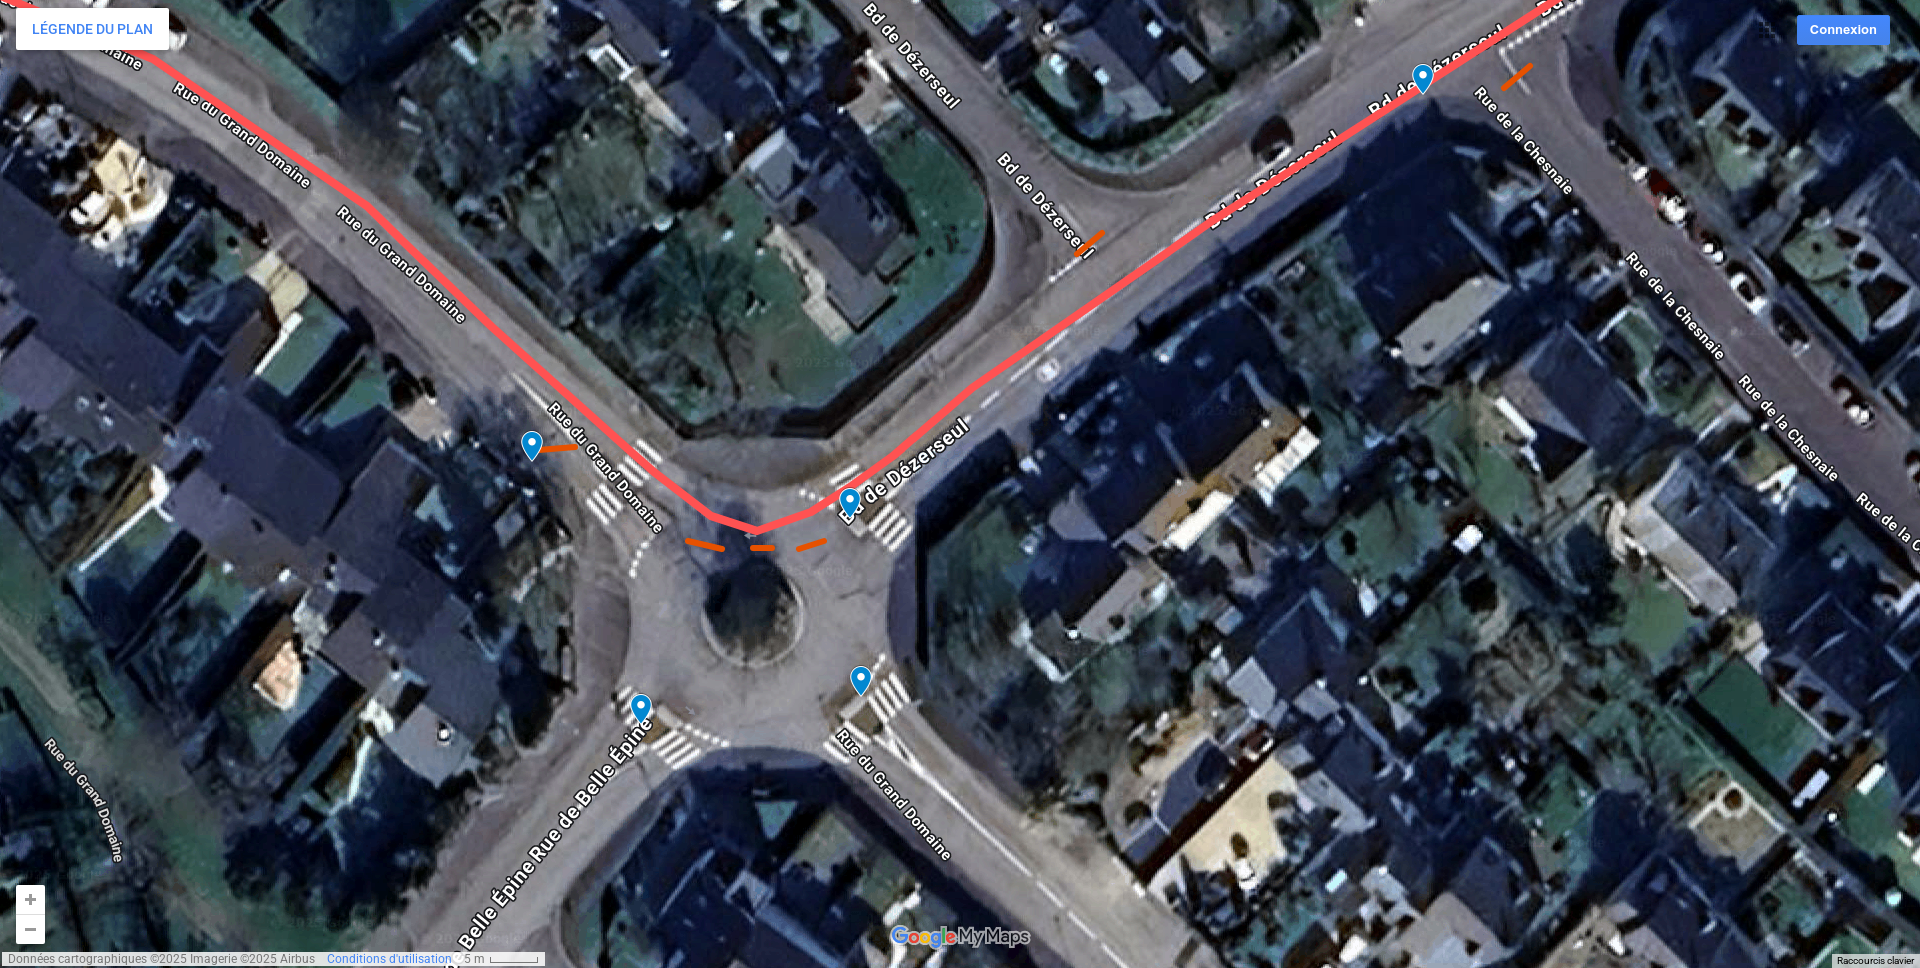 LÉGENDE DU PLAN
Connexion
Bd de Dézerseul
Bd de Dézerseul
Bd de Dézerseul
Bd de Dézerseul
Bd de Dézerseul
Rue du Grand Domaine
Rue du Grand Domaine
Rue du Grand Domaine
Rue de la Chesnaie
Rue de la Chesnaie
Rue de la Chesnaie
Rue de la
Rue du Grand Domaine
Rue du Grand Domaine
Belle Épine Rue de Belle Épine
Google My Maps
Données cartographiques ©2025 Imagerie ©2025 Airbus
Conditions d'utilisation
5 m
Raccourcis clavier